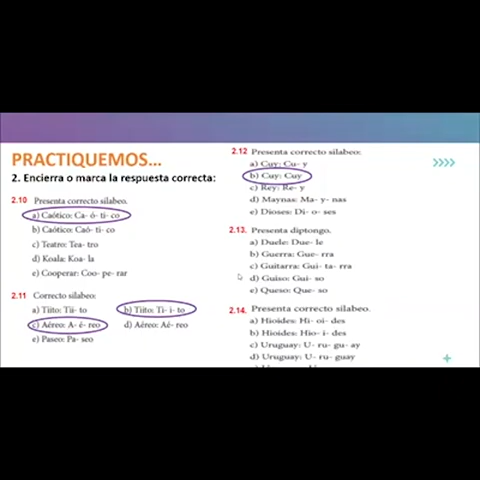 PRACTIQUEMOS...
2. Encierra o marca la respuesta correcta:
2.10 Presenta correcto silabeo.
a) Caótico: Ca- ó- ti- co
b) Caótico: Caó- ti- co
c) Teatro: Tea- tro
d) Koala: Koa- la
e) Cooperar: Coo- pe- rar
2.11 Correcto silabeo:
a) Tiito: Tii- to
b) Tiito: Ti- i- to
c) Aéreo: A- é- reo
d) Aéreo: Aé- reo
e) Paseo: Pa- seo
2.12 Presenta correcto silabeo:
a) Cuy: Cu- y
b) Cuy: Cuy
c) Rey: Re- y
d) Maynas: Ma- y- nas
e) Dioses: Di- o- ses
2.13. Presenta diptongo.
a) Duele: Due- le
b) Guerra: Gue- rra
c) Guitarra: Gui- ta- rra
d) Guiso: Gui- so
e) Queso: Que- so
2.14. Presenta correcto silabeo.
a) Hioides: Hi- oi- des
b) Hioides: Hio- i- des
c) Uruguay: U- ru- gu- ay
d) Uruguay: U- ru- guay